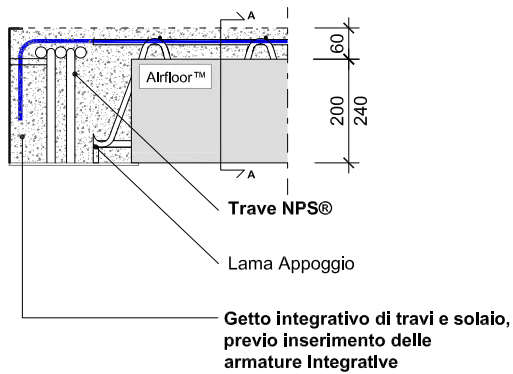 A
AIrfloor™
60
200
240
A
Trave NPS®
Lama Appoggio
Getto integrativo di travi e solaio,
previo inserimento delle
armature Integrative